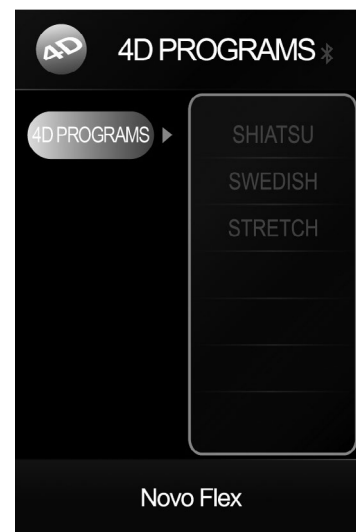 4D
4D PROGRAMS
4D PROGRAMS
SHIATSU
SWEDISH
STRETCH
Novo Flex